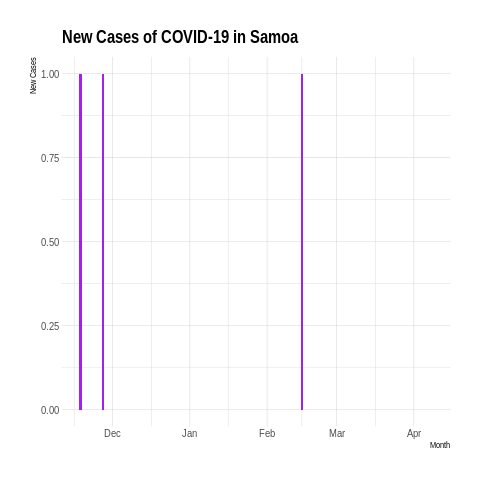 New Cases of COVID-19 in Samoa
New Cases
1.00
0.75
0.50
0.25
0.00
Dec Jan Feb Mar Apr
Month